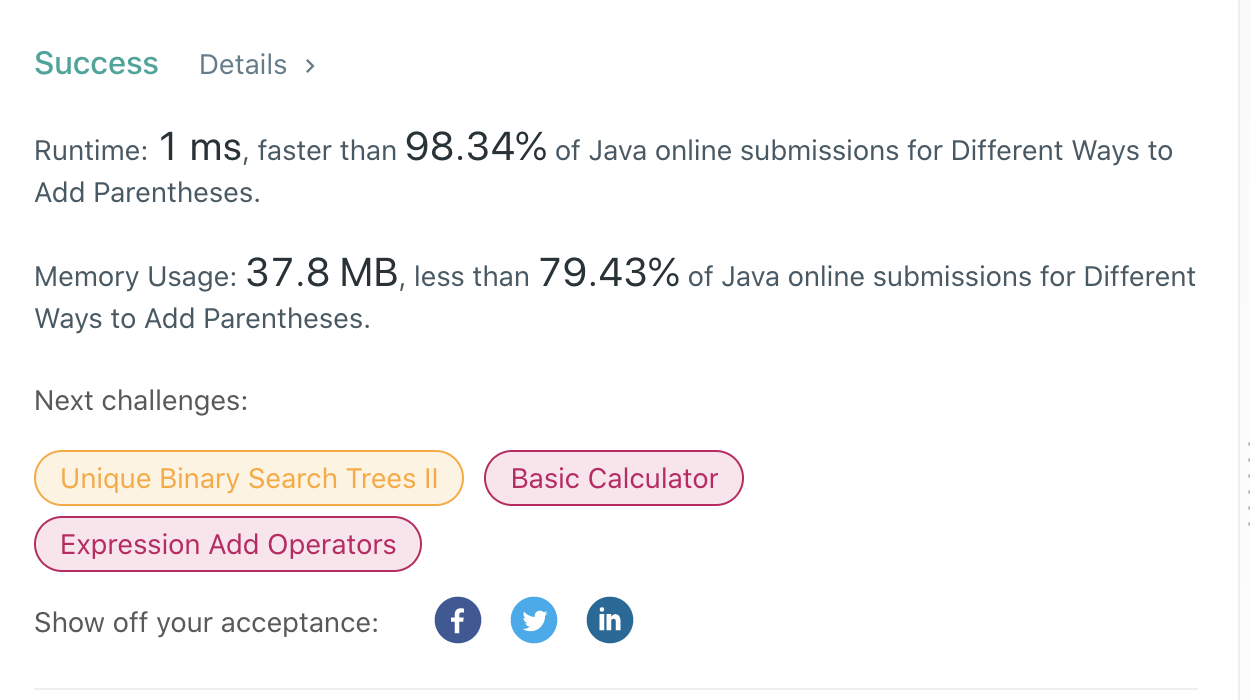 Success Details >
Runtime: 1 ms, faster than 98.34% of Java online submissions for Different Ways to
Add Parentheses.
Memory Usage: 37.8 MB, less than 79.43% of Java online submissions for Different
Ways to Add Parentheses.
Next challenges:
Unique Binary Search Trees II Basic Calculator
Expression Add Operators
Show off your acceptance: f in